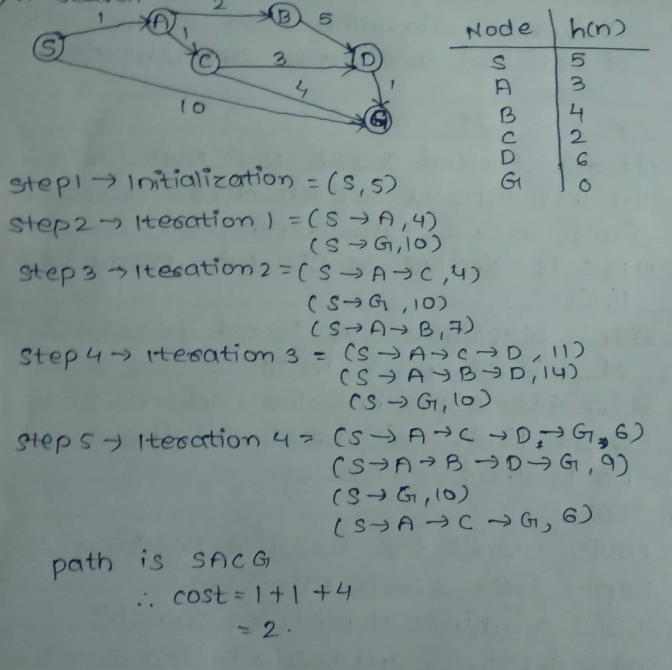 1
2
5
S
A
B
1
C
3
D
4
1
10
G
Node h(n)
S 5
A 3
B 4
C 2
D 6
G 0
Step1 → Initialization = (S, 5)
Step2 → Iteration 1 = (S → A, 4)
(S → G, 10)
Step 3 → Iteration 2 = (S → A → C, 4)
(S → G, 10)
(S → A → B, 7)
Step 4 → Iteration 3 = (S → A → C → D, 11)
(S → A → B → D, 14)
(S → G, 10)
Step 5 → Iteration 4 = (S → A → C → D → G, 6)
(S → A → B → D → G, 9)
(S → G, 10)
(S → A → C → G, 6)
path is SACG
∴ cost = 1 + 1 + 4
= 2.